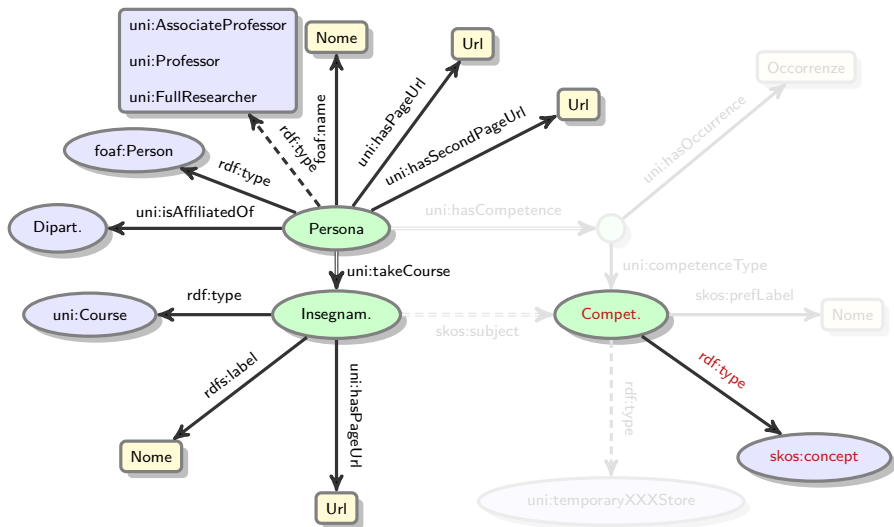 uni:AssociateProfessor
uni:Professor
uni:FullResearcher
Nome
Url
Url
Occorrenze
foaf:Person
rdf:type
rdf:type
foaf:name
uni:hasPageUrl
uni:hasSecondPageUrl
uni:hasOccurrence
Dipart.
uni:isAffiliatedOf
Persona
uni:hasCompetence
uni:takeCourse
uni:competenceType
uni:Course
rdf:type
Insegnam.
skos:subject
Compet.
skos:prefLabel
Nome
rdfs:label
uni:hasPageUrl
rdf:type
rdf:type
Nome
Url
uni:temporaryXXXStore
skos:concept